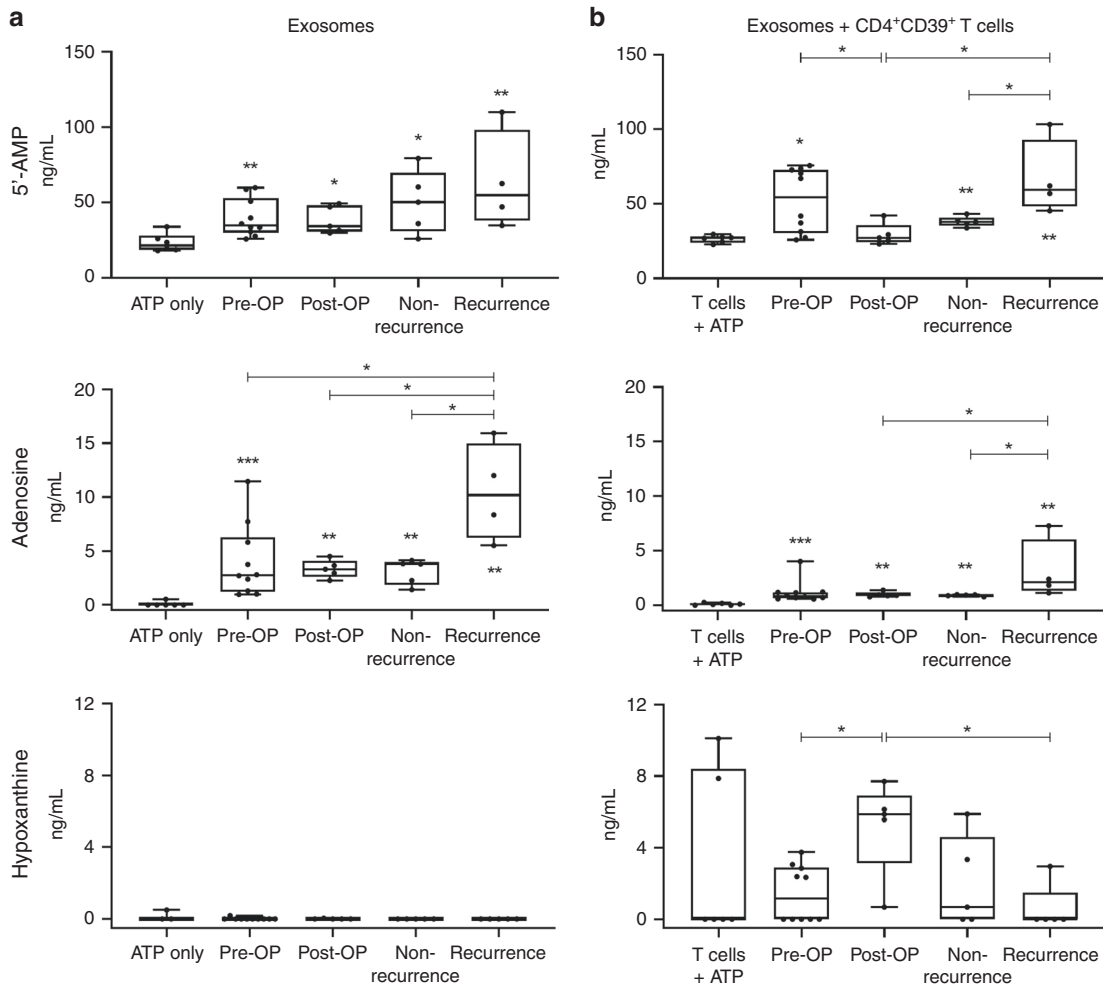 a
Exosomes
5'-AMP
ng/mL
150
100
50
0
**
*
*
**
ATP only
Pre-OP
Post-OP
Non-
recurrence
Recurrence
Adenosine
ng/mL
20
15
10
5
0
*
*
*
***
**
**
**
ATP only
Pre-OP
Post-OP
Non-
recurrence
Recurrence
Hypoxanthine
ng/mL
12
8
4
0
ATP only
Pre-OP
Post-OP
Non-
recurrence
Recurrence
b
Exosomes + CD4⁺CD39⁺ T cells
ng/mL
150
100
50
0
*
*
*
*
**
**
T cells
+ ATP
Pre-OP
Post-OP
Non-
recurrence
Recurrence
ng/mL
20
15
10
5
0
*
*
***
**
**
**
T cells
+ ATP
Pre-OP
Post-OP
Non-
recurrence
Recurrence
ng/mL
12
8
4
0
*
*
T cells
+ ATP
Pre-OP
Post-OP
Non-
recurrence
Recurrence